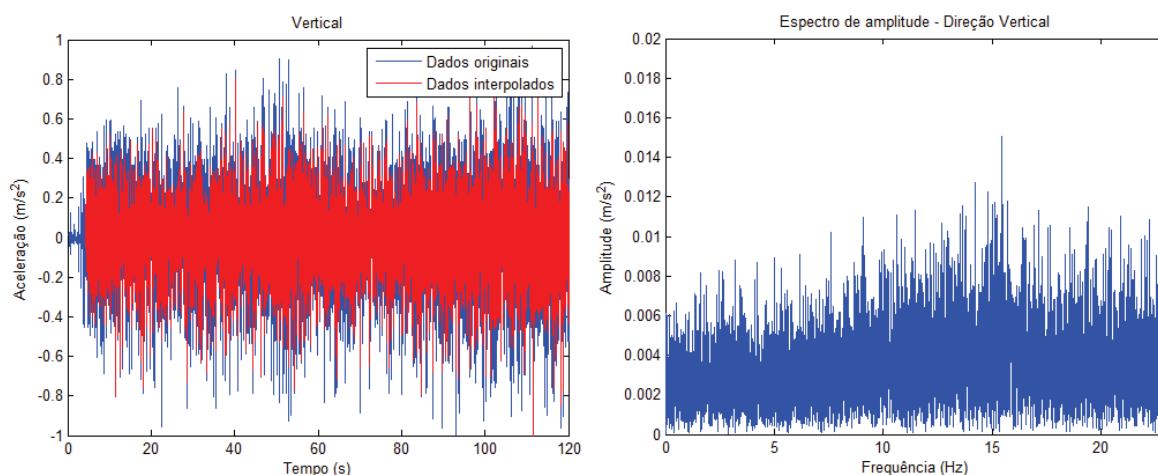 Vertical
1
0.8
0.6
0.4
0.2
0
-0.2
-0.4
-0.6
-0.8
-1
Aceleração (m/s²)
0 20 40 60 80 100 120
Tempo (s)
Dados originais
Dados interpolados
Espectro de amplitude - Direção Vertical
0.02
0.018
0.016
0.014
0.012
0.01
0.008
0.006
0.004
0.002
0
Amplitude (m/s²)
0 5 10 15 20
Frequência (Hz)